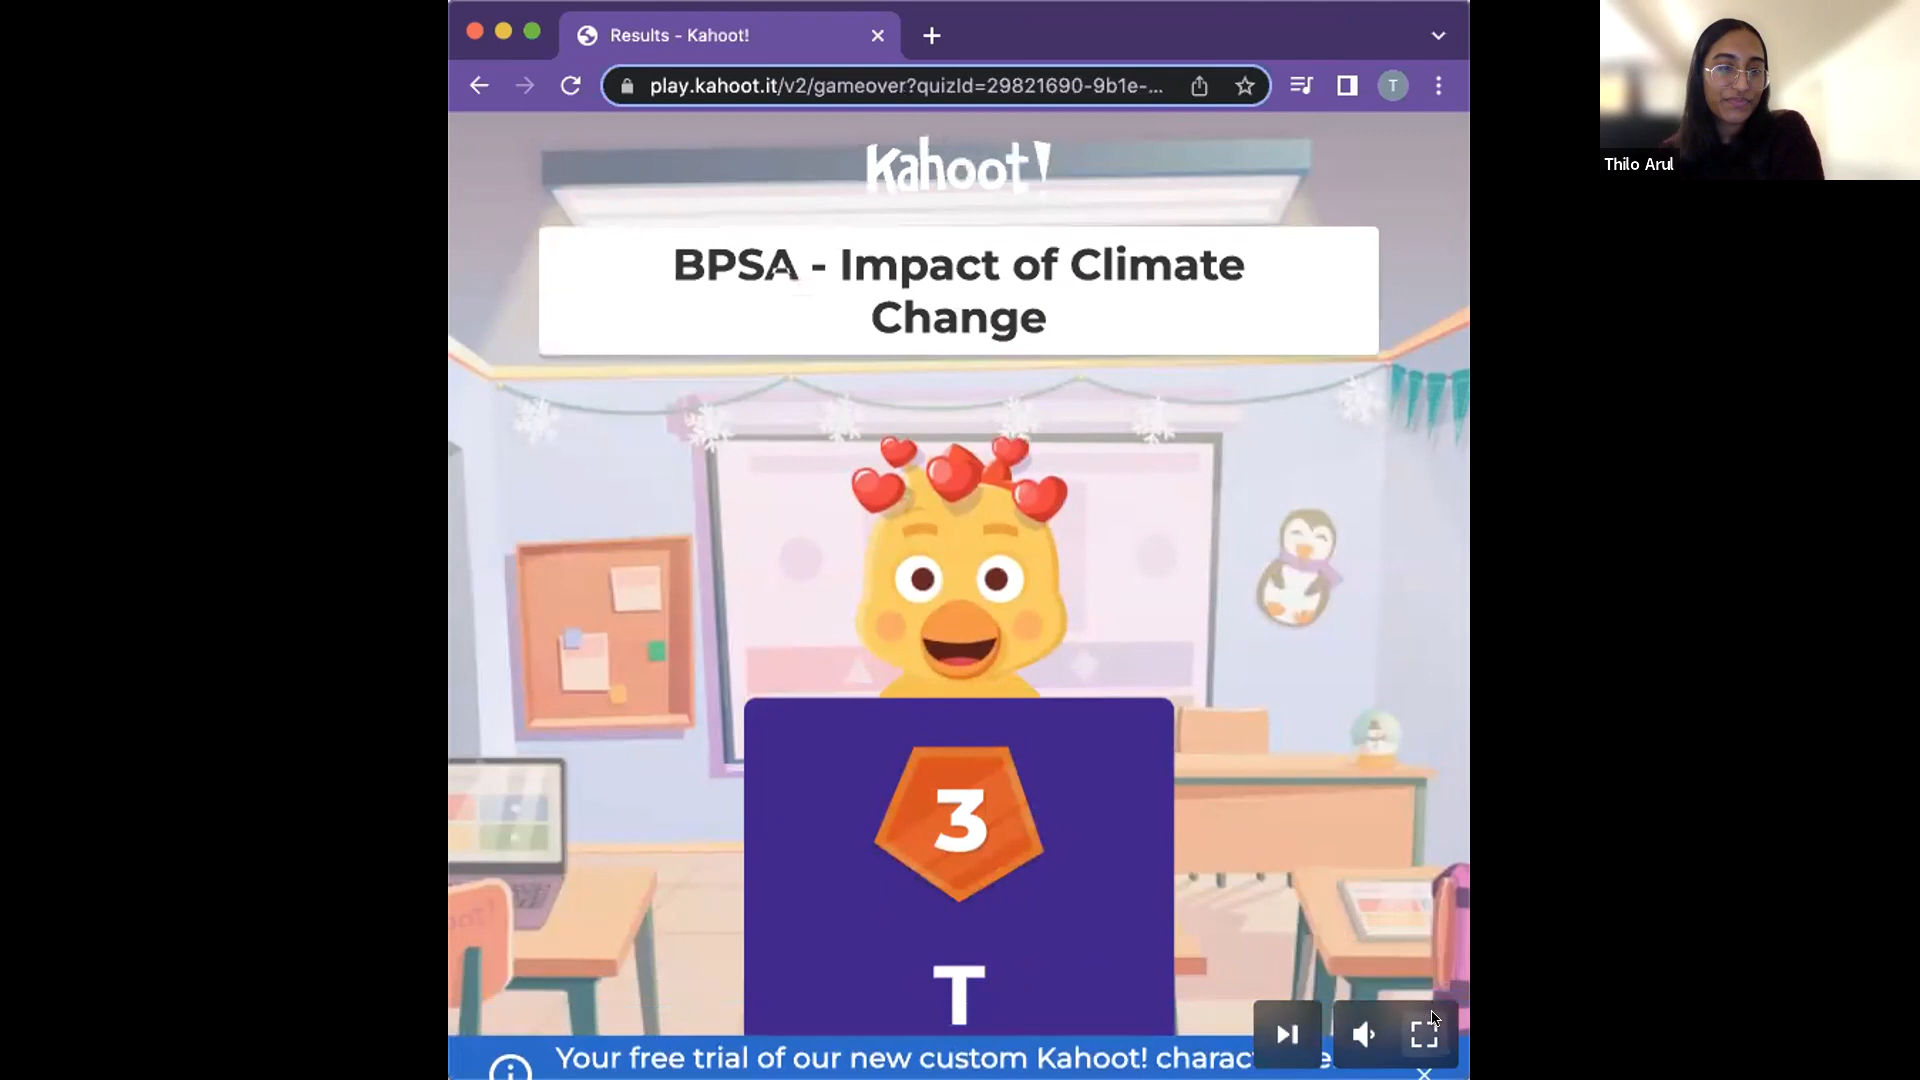 Results - Kahoot!
play.kahoot.it/v2/gameover?quizId=29821690-9b1e-...
T
Kahoot!
BPSA - Impact of Climate
Change
3
T
Your free trial of our new custom Kahoot! charac
Thilo Arul